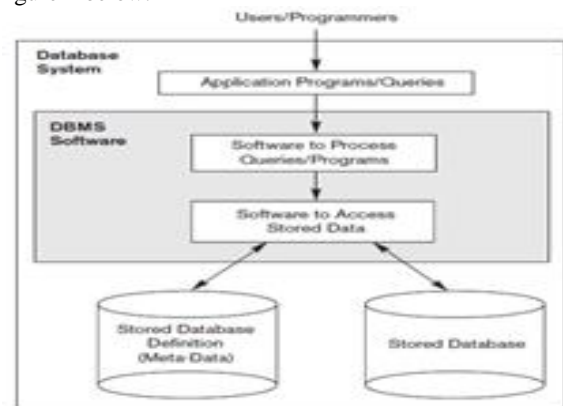 Users/Programmers
Database
System
Application Programs/Queries
DBMS
Software
Software to Process
Queries/Programs
Software to Access
Stored Data
Stored Database
Definition
(Meta-Data)
Stored Database